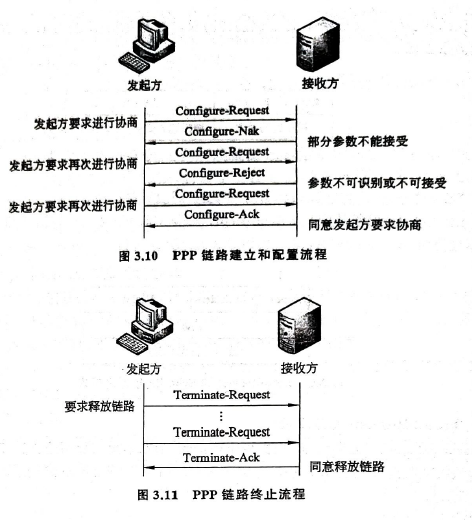 发起方
接收方
发起方要求进行协商
Configure-Request
Configure-Nak
部分参数不能接受
发起方要求再次进行协商
Configure-Request
Configure-Reject
参数不可识别或不可接受
发起方要求再次进行协商
Configure-Request
Configure-Ack
同意发起方要求协商
图 3.10 PPP 链路建立和配置流程
发起方
接收方
要求释放链路
Terminate-Request
⋮
Terminate-Request
Terminate-Ack
同意释放链路
图 3.11 PPP 链路终止流程